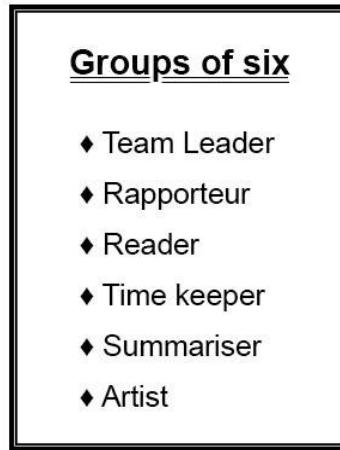 Groups of six
♦ Team Leader
♦ Rapporteur
♦ Reader
♦ Time keeper
♦ Summariser
♦ Artist